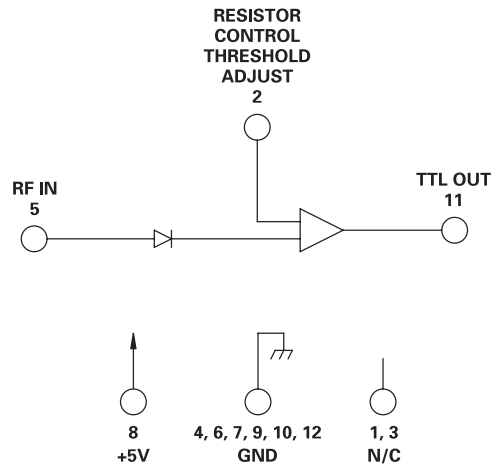 RESISTOR
CONTROL
THRESHOLD
ADJUST
2
RF IN
5
TTL OUT
11
8
+5V
4, 6, 7, 9, 10, 12
GND
1, 3
N/C